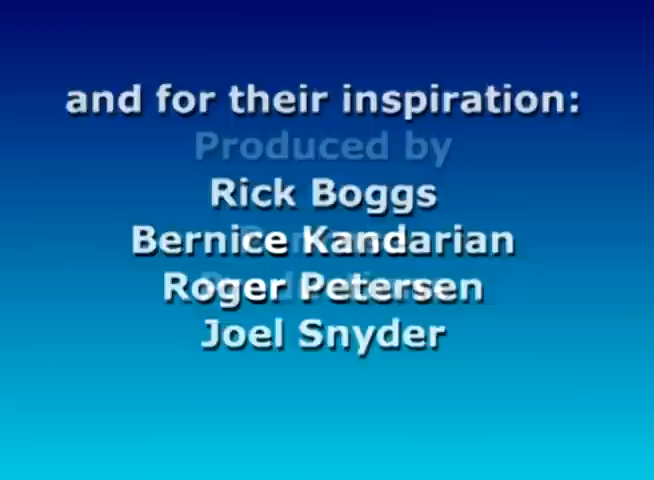 and for their inspiration:
Produced by
Rick Boggs
Bernice Kandarian
Roger Petersen
Joel Snyder